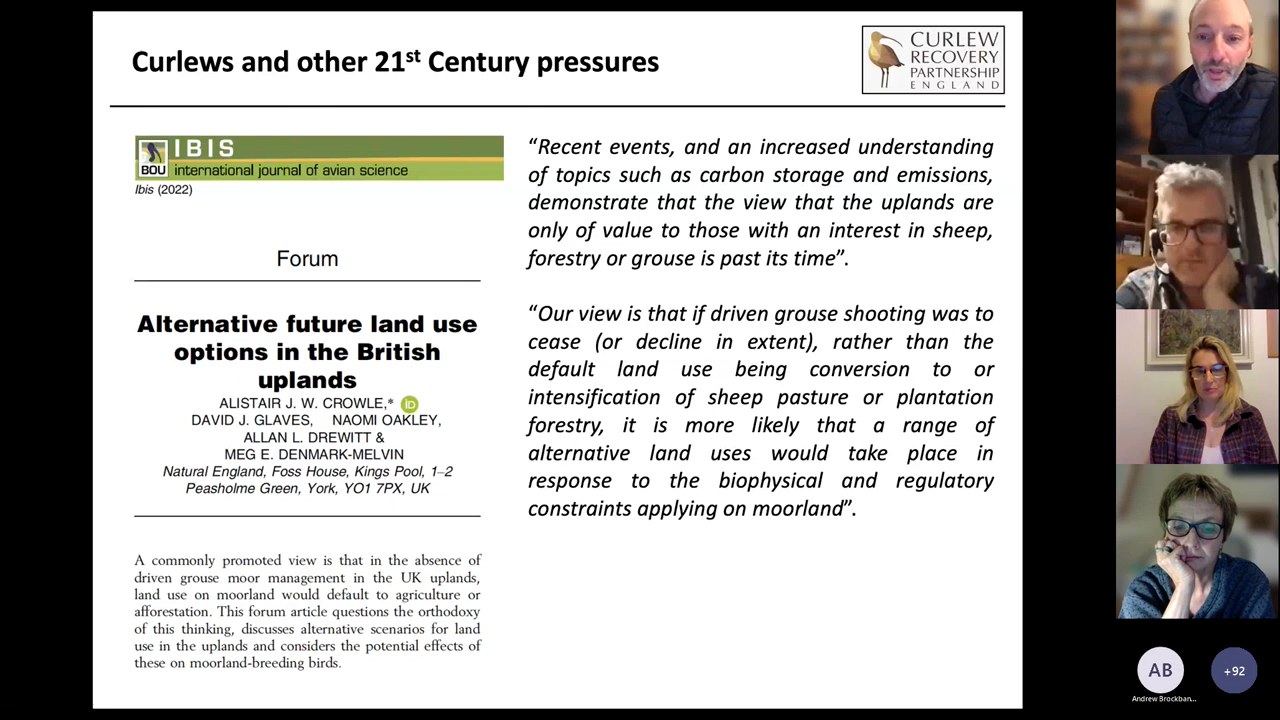 Curlews and other 21st Century pressures
CURLEW
RECOVERY
PARTNERSHIP
ENGLAND
BOU
IBIS
international journal of avian science
Ibis (2022)
Forum
Alternative future land use
options in the British
uplands
ALISTAIR J. W. CROWLE,* iD
DAVID J. GLAVES, NAOMI OAKLEY,
ALLAN L. DREWITT &
MEG E. DENMARK-MELVIN
Natural England, Foss House, Kings Pool, 1–2
Peasholme Green, York, YO1 7PX, UK
A commonly promoted view is that in the absence of
driven grouse moor management in the UK uplands,
land use on moorland would default to agriculture or
afforestation. This forum article questions the orthodoxy
of this thinking, discusses alternative scenarios for land
use in the uplands and considers the potential effects of
these on moorland-breeding birds.
“Recent events, and an increased understanding
of topics such as carbon storage and emissions,
demonstrate that the view that the uplands are
only of value to those with an interest in sheep,
forestry or grouse is past its time”.
“Our view is that if driven grouse shooting was to
cease (or decline in extent), rather than the
default land use being conversion to or
intensification of sheep pasture or plantation
forestry, it is more likely that a range of
alternative land uses would take place in
response to the biophysical and regulatory
constraints applying on moorland”.
AB
Andrew Brockban...
+92